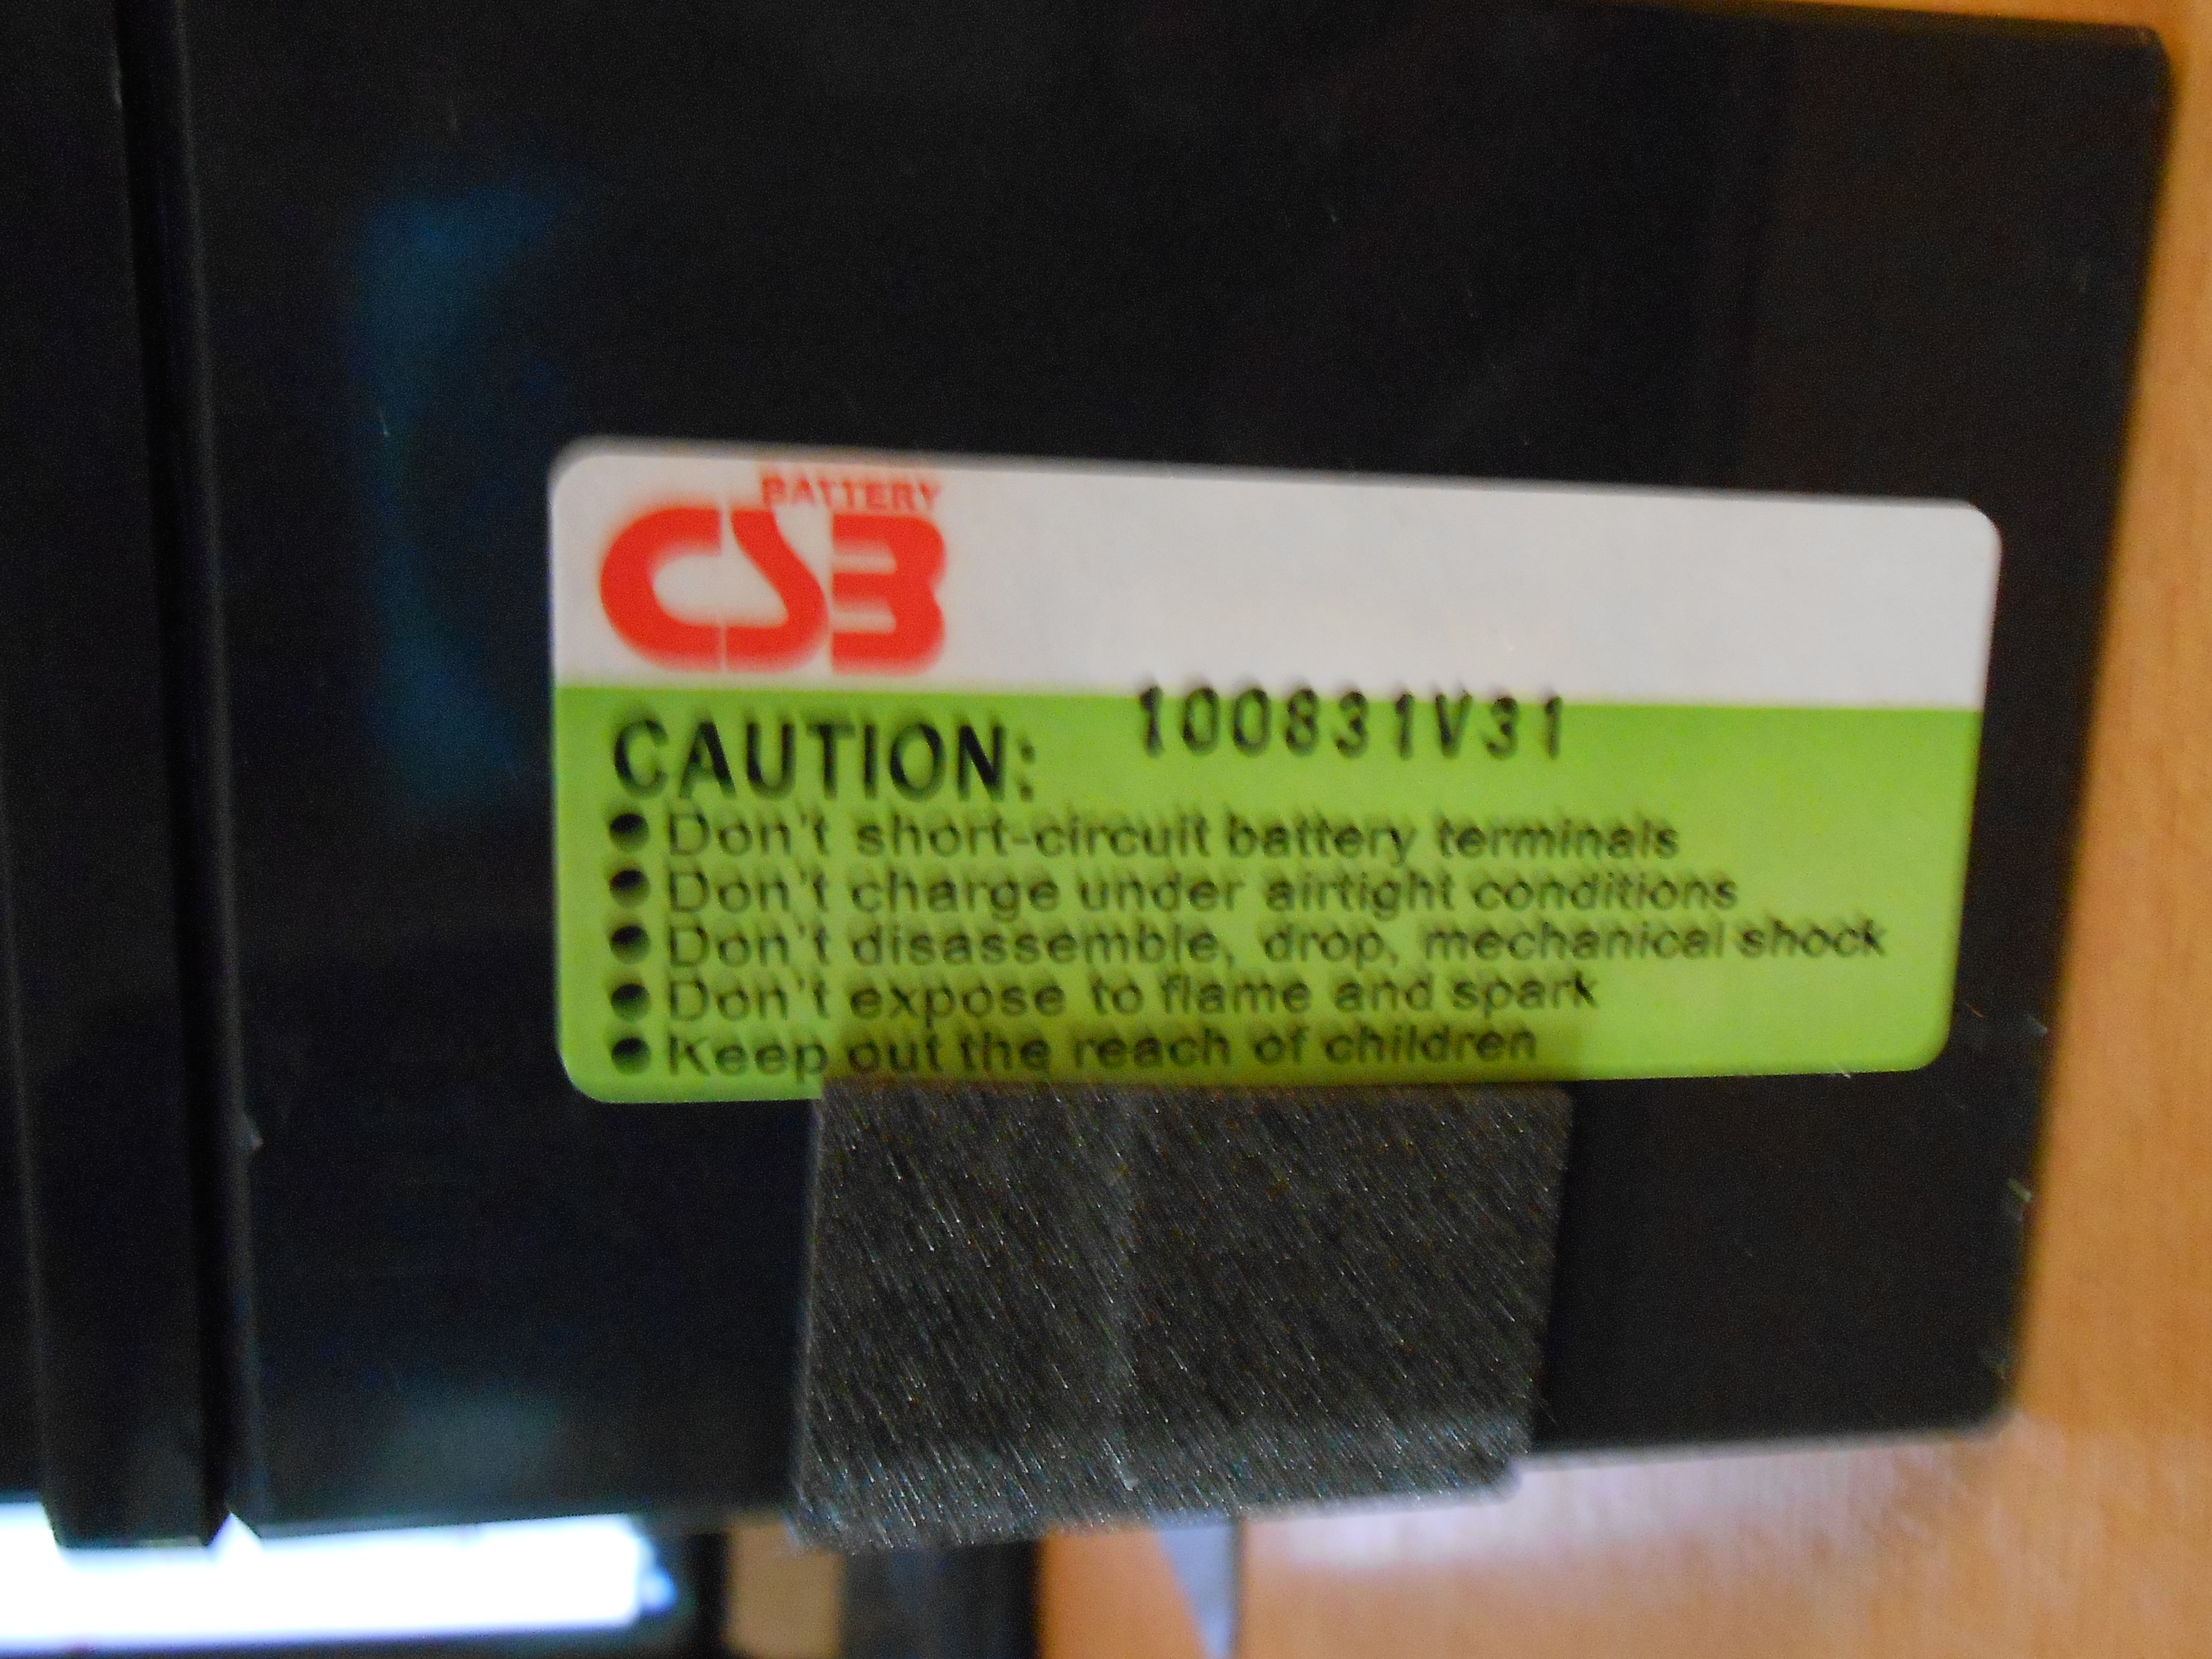 BATTERY
CSB
100831V31
CAUTION:
● Don't short-circuit battery terminals
● Don't charge under airtight conditions
● Don't disassemble, drop, mechanical shock
● Don't expose to flame and spark
● Keep out the reach of children